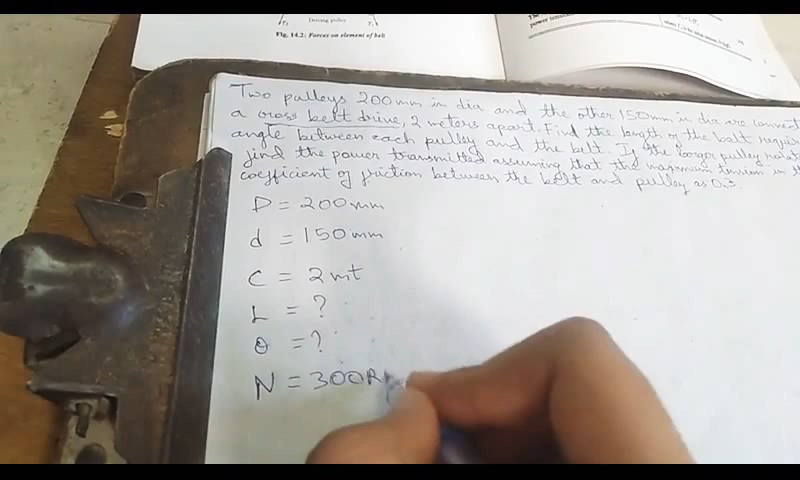 Driving pulley
Fig. 14.2: Forces on element of belt
power
Two pulleys 200mm in dia and the other 150mm in dia are connect
a cross belt drive, 2 meters apart. Find the length of the belt requir
angle between each pulley and the belt. If the larger pulley rotat
find the power transmitted assuming that the maximum tension in th
coefficient of friction between the belt and pulley as 0.3
D = 200mm
d = 150mm
C = 2mt
L = ?
θ = ?
N = 300R